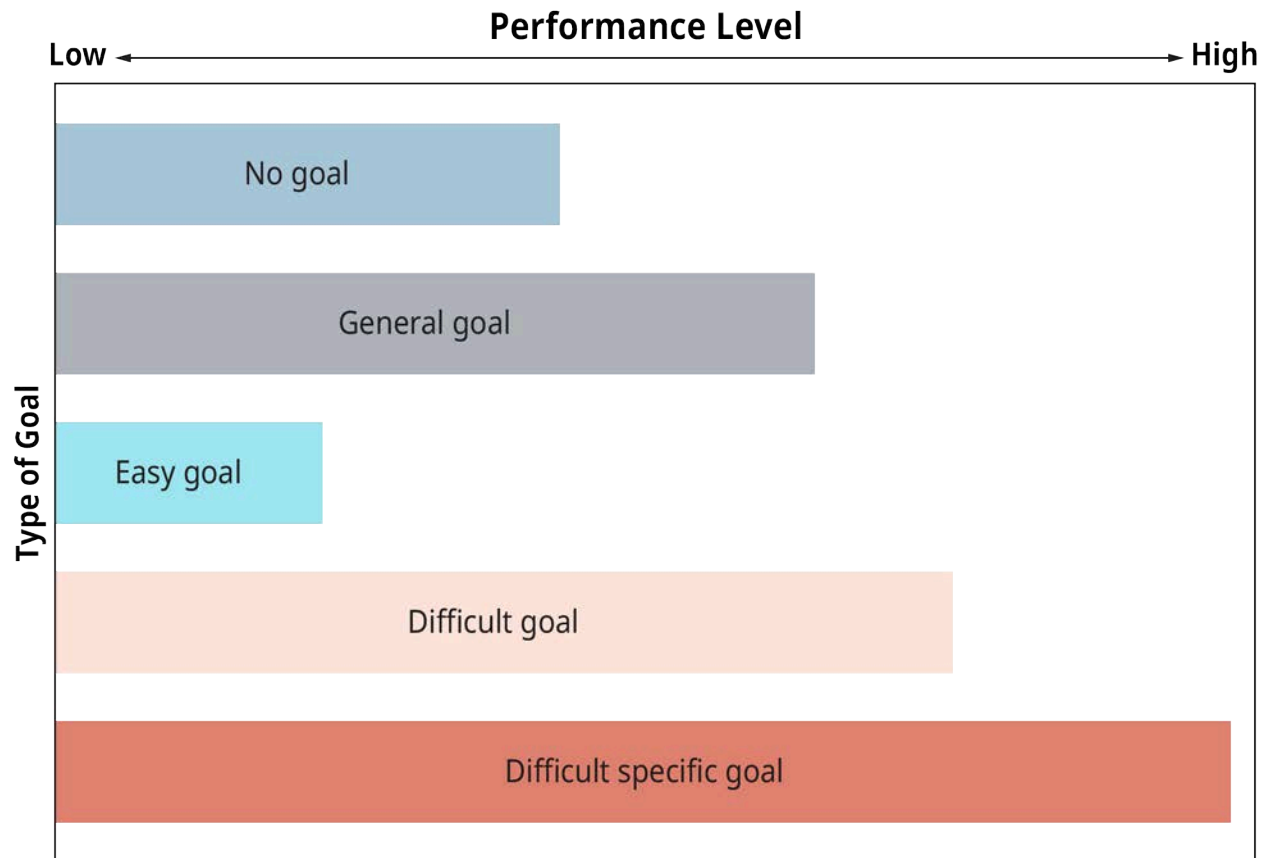 Performance Level
Low High
No goal
General goal
Type of Goal
Easy goal
Difficult goal
Difficult specific goal